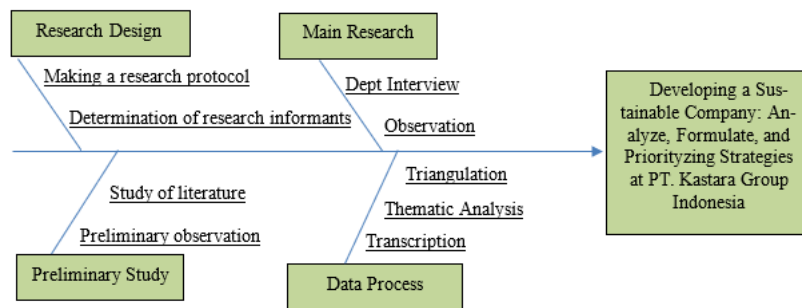 Research Design
Making a research protocol
Determination of research informants
Main Research
Dept Interview
Observation
Study of literature
Preliminary observation
Preliminary Study
Triangulation
Thematic Analysis
Transcription
Data Process
Developing a Sus-
tainable Company: An-
alyze, Formulate, and
Priorityzing Strategies
at PT. Kastara Group
Indonesia